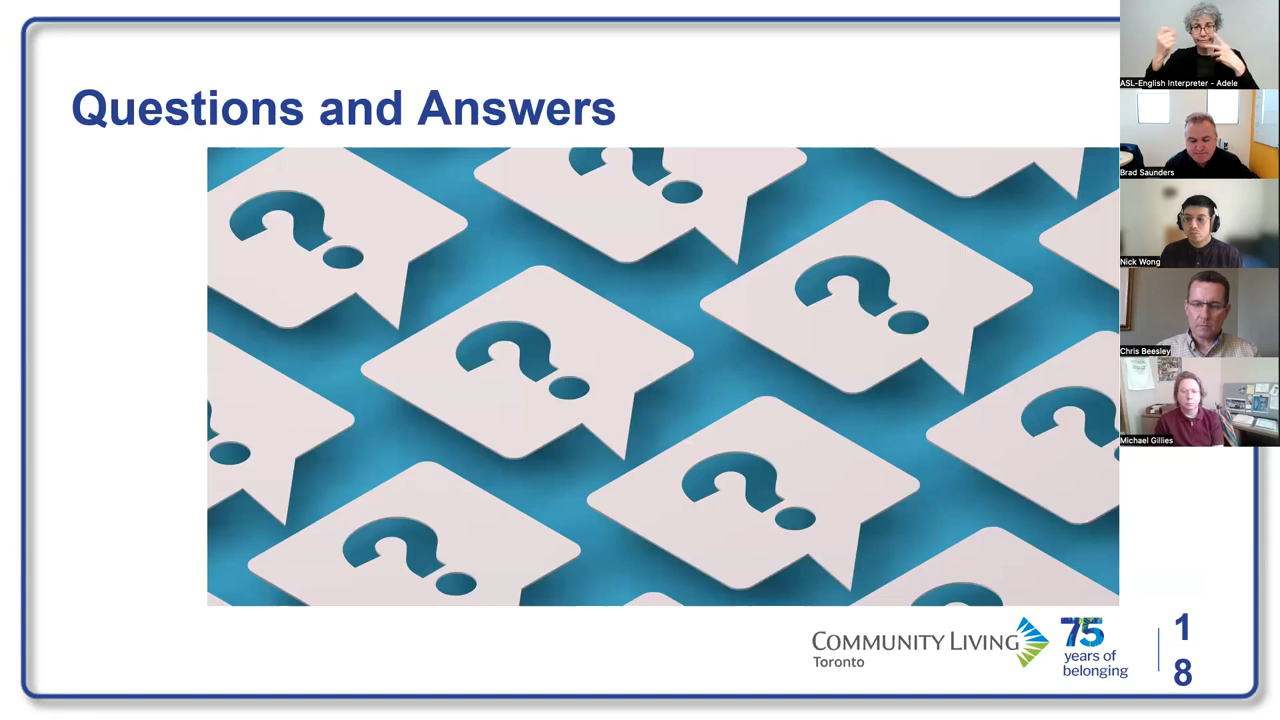 Questions and Answers
ASL-English Interpreter - Adele
Brad Saunders
Nick Wong
Chris Beesley
Michael Gillies
? ? ? ? ? ? ? ? ?
COMMUNITY LIVING
Toronto
75
years of
belonging
1
8